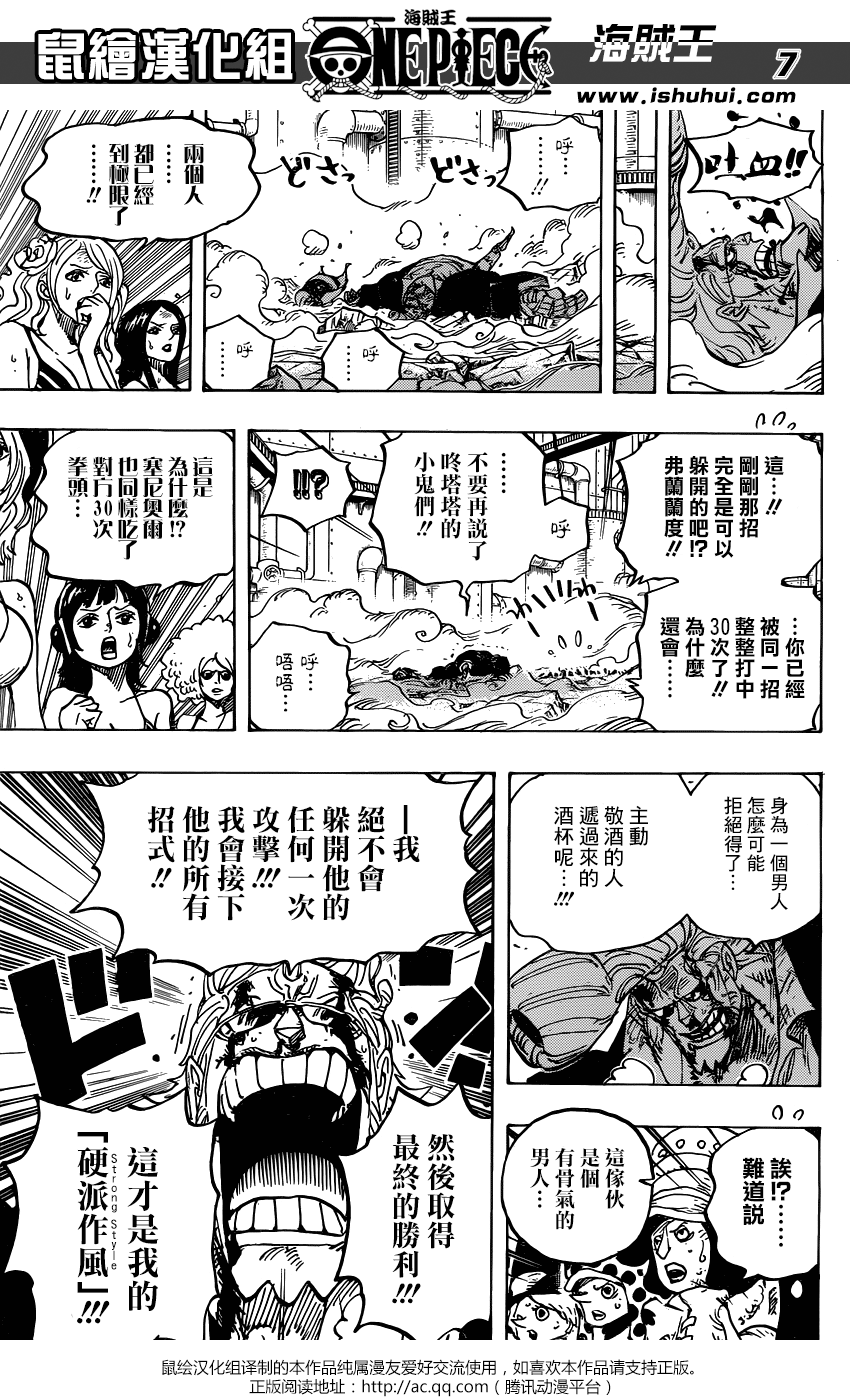 鼠繪漢化組
海賊王
ONE PIECE
海賊王
7
www.ishuhui.com
吐血!!
呼
……
どさっ
どさっ
呼
……
呼
……
兩個人
……
都已經
到極限了
……!!
這…!!
剛剛那招
完全是可以
躲開的吧!?
弗蘭蘭度!!
…你已經
被同一招
整整打中
30次了!!
為什麼
還會…
呼
……
不要再說了
咚塔塔的
小鬼們!!
われわれ
呼…
唔唔…
!!?
這是
為什麼!?
塞尼奧爾
也同樣吃了
對方30次
拳頭…
身為一個男人
怎麼可能
拒絕得了…
主動
敬酒的人
遞過來的
酒杯呢…!!!
誒!?……
難道說
這傢伙
是個
有骨氣的
男人…
—我
絕不會
躲開他的
任何一次
攻擊!!!
我會接下
他的所有
招式!!
ドン
然後取得
最終的勝利!!!
這才是我的
『硬派作風』!!!
Strong Style
鼠绘汉化组译制的本作品纯属漫友爱好交流使用，如喜欢本作品请支持正版。
正版阅读地址：http://ac.qq.com（腾讯动漫平台）